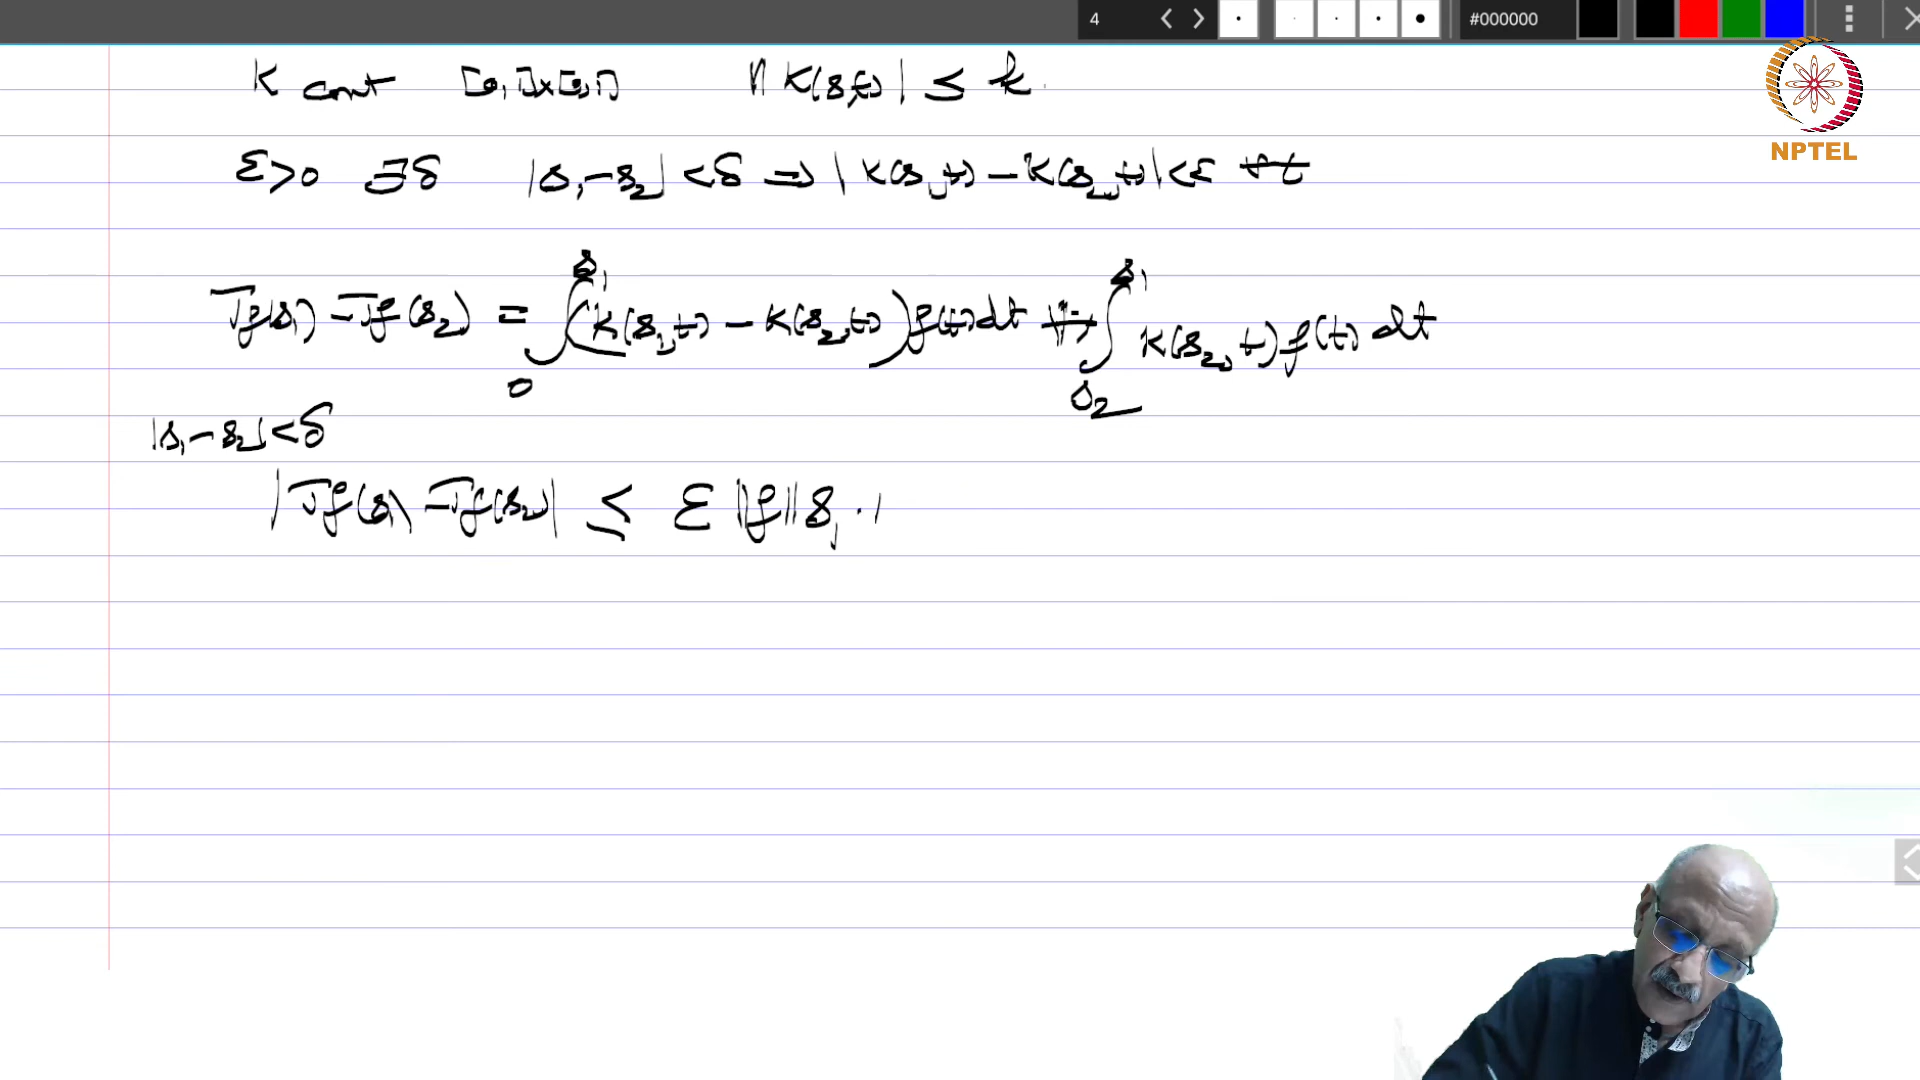 4 #000000
NPTEL
K cont [0,1]×[0,1] |K(s,t)| ≤ k.
ε>0 ∃δ |s₁-s₂| <δ ⇒ |K(s₁,t) - K(s₂,t)|<ε ∀t
Tf(s₁) - Tf(s₂) = ∫₀^s₁ (K(s₁,t) - K(s₂,t))f(t)dt + ∫_s₂^s₁ K(s₂,t)f(t)dt
|s₁-s₂|<δ
|Tf(s₁) - Tf(s₂)| ≤ ε ‖f‖ s₁